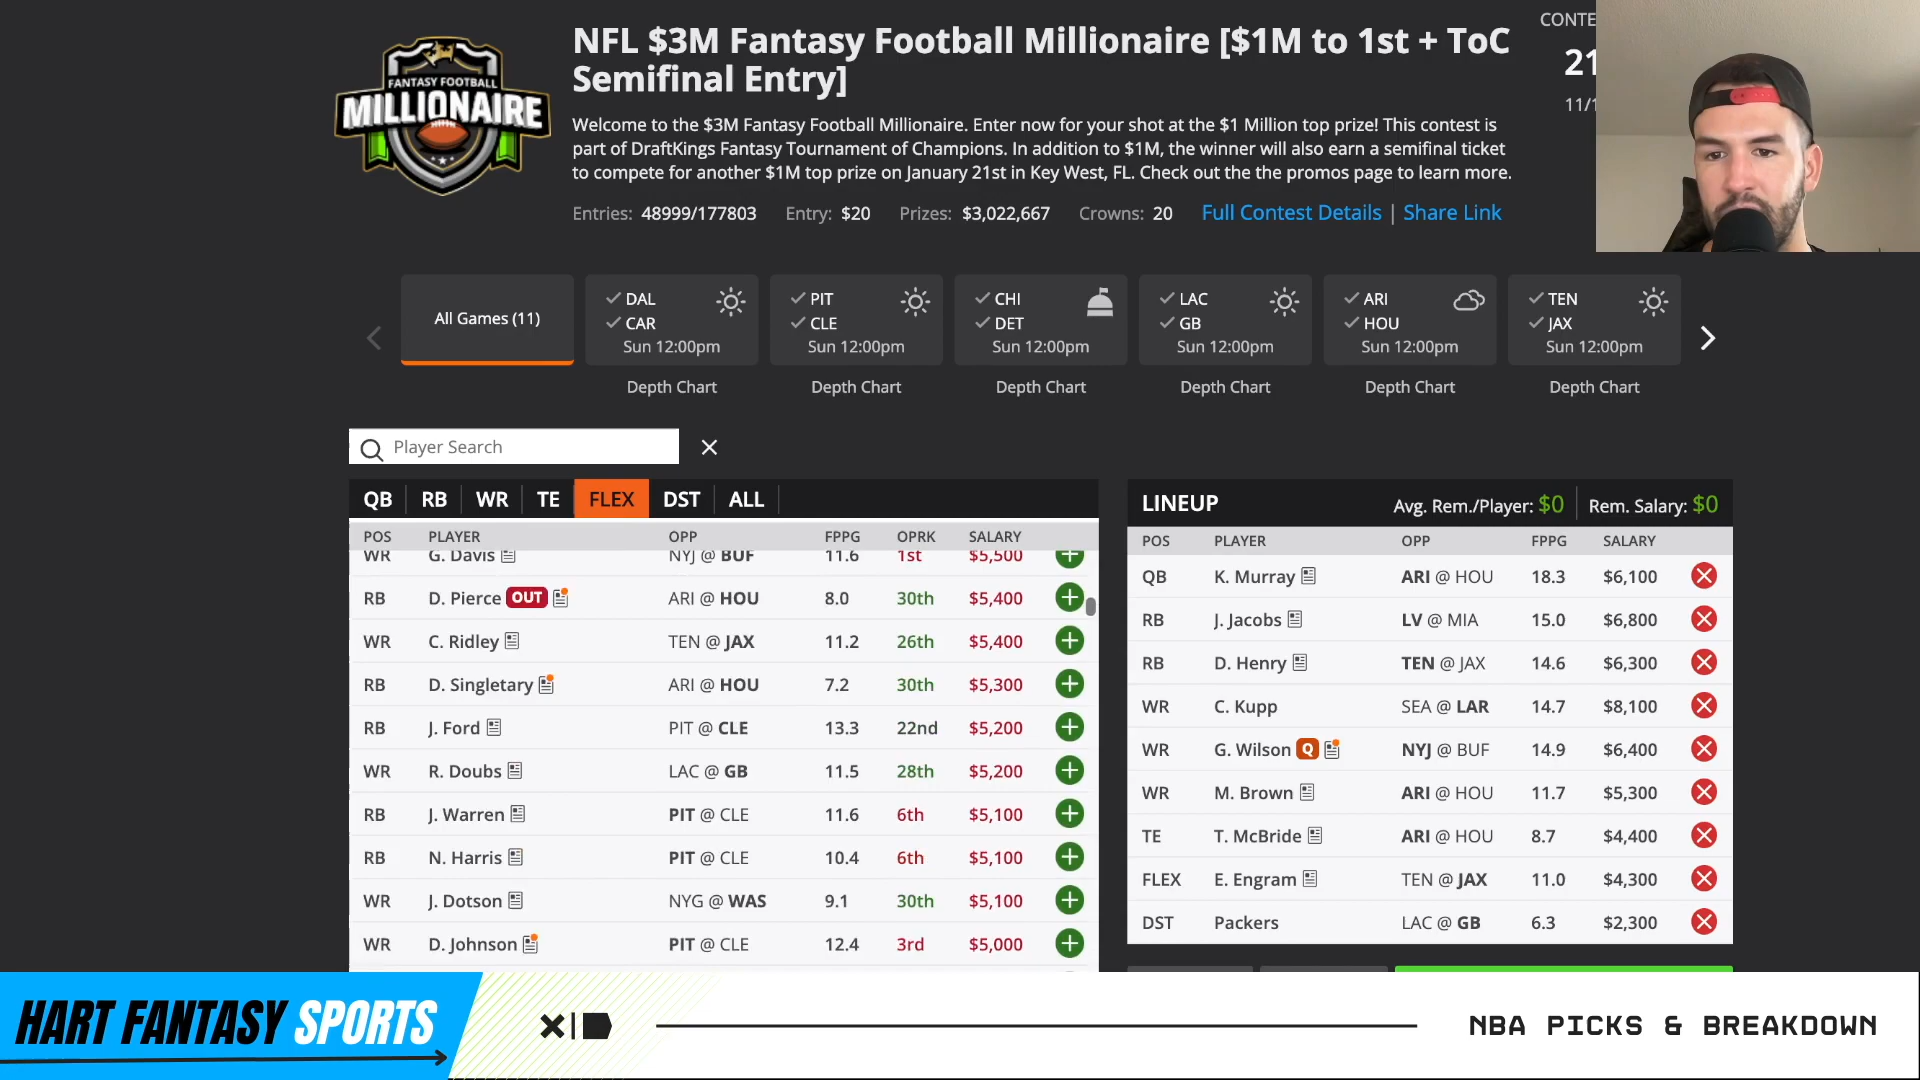 NFL $3M Fantasy Football Millionaire [$1M to 1st + ToC
Semifinal Entry]
FANTASY FOOTBALL
MILLIONAIRE
Welcome to the $3M Fantasy Football Millionaire. Enter now for your shot at the $1 Million top prize! This contest is
part of DraftKings Fantasy Tournament of Champions. In addition to $1M, the winner will also earn a semifinal ticket
to compete for another $1M top prize on January 21st in Key West, FL. Check out the the promos page to learn more.
Entries: 48999/177803 Entry: $20 Prizes: $3,022,667 Crowns: 20 Full Contest Details | Share Link
CONTE
21
11/1
All Games (11)
DAL
CAR
Sun 12:00pm
Depth Chart
PIT
CLE
Sun 12:00pm
Depth Chart
CHI
DET
Sun 12:00pm
Depth Chart
LAC
GB
Sun 12:00pm
Depth Chart
ARI
HOU
Sun 12:00pm
Depth Chart
TEN
JAX
Sun 12:00pm
Depth Chart
Player Search
QB RB WR TE FLEX DST ALL
POS PLAYER OPP FPPG OPRK SALARY
WR G. Davis NYJ @ BUF 11.6 1st $5,500
RB D. Pierce OUT ARI @ HOU 8.0 30th $5,400
WR C. Ridley TEN @ JAX 11.2 26th $5,400
RB D. Singletary ARI @ HOU 7.2 30th $5,300
RB J. Ford PIT @ CLE 13.3 22nd $5,200
WR R. Doubs LAC @ GB 11.5 28th $5,200
RB J. Warren PIT @ CLE 11.6 6th $5,100
RB N. Harris PIT @ CLE 10.4 6th $5,100
WR J. Dotson NYG @ WAS 9.1 30th $5,100
WR D. Johnson PIT @ CLE 12.4 3rd $5,000
LINEUP Avg. Rem./Player: $0 Rem. Salary: $0
POS PLAYER OPP FPPG SALARY
QB K. Murray ARI @ HOU 18.3 $6,100
RB J. Jacobs LV @ MIA 15.0 $6,800
RB D. Henry TEN @ JAX 14.6 $6,300
WR C. Kupp SEA @ LAR 14.7 $8,100
WR G. Wilson Q NYJ @ BUF 14.9 $6,400
WR M. Brown ARI @ HOU 11.7 $5,300
TE T. McBride ARI @ HOU 8.7 $4,400
FLEX E. Engram TEN @ JAX 11.0 $4,300
DST Packers LAC @ GB 6.3 $2,300
HART FANTASY SPORTS
NBA PICKS & BREAKDOWN